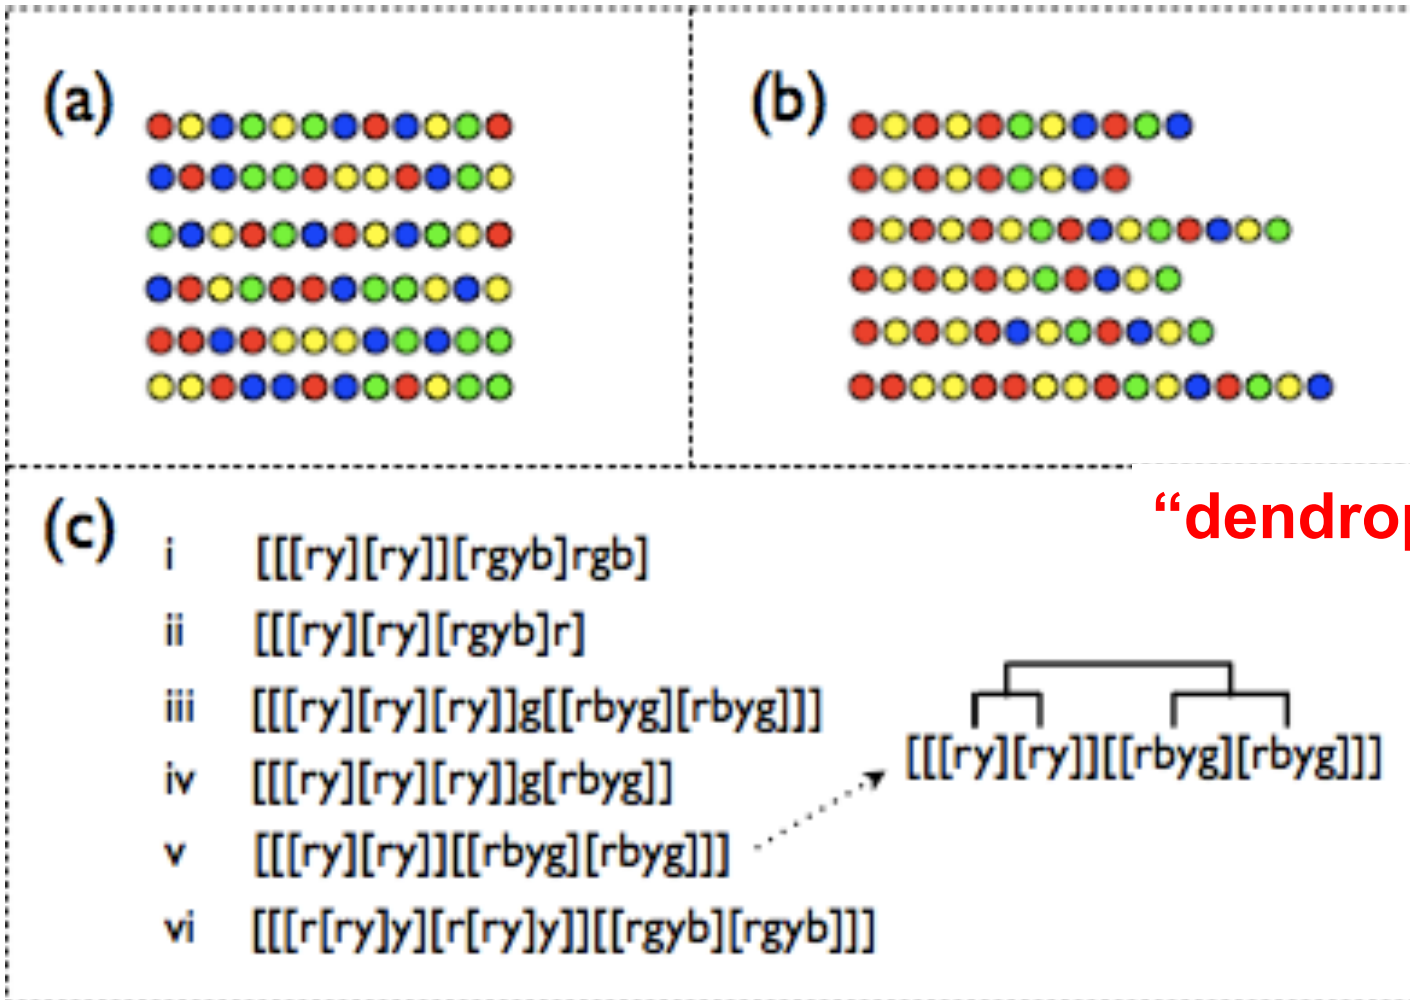 (a)
(b)
(c)
“dendrop
i [[[ry][ry]][rgyb]rgb]
ii [[[ry][ry][rgyb]r]
iii [[[ry][ry][ry]]g[[rbyg][rbyg]]]
iv [[[ry][ry][ry]]g[rbyg]]
v [[[ry][ry]][[rbyg][rbyg]]]
vi [[[r[ry]y][r[ry]y]][[rgyb][rgyb]]]
[[[ry][ry]][[rbyg][rbyg]]]